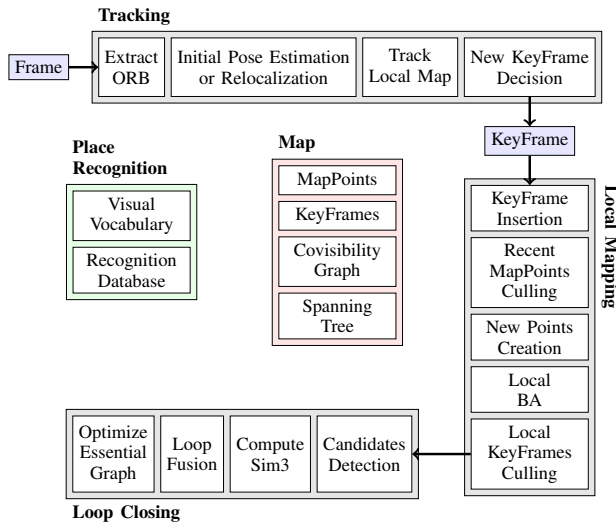 Tracking
Frame
Extract
ORB
Initial Pose Estimation
or Relocalization
Track
Local Map
New KeyFrame
Decision
KeyFrame
Place
Recognition
Visual
Vocabulary
Recognition
Database
Map
MapPoints
KeyFrames
Covisibility
Graph
Spanning
Tree
Local Mapping
KeyFrame
Insertion
Recent
MapPoints
Culling
New Points
Creation
Local
BA
Local
KeyFrames
Culling
Optimize
Essential
Graph
Loop
Fusion
Compute
Sim3
Candidates
Detection
Loop Closing